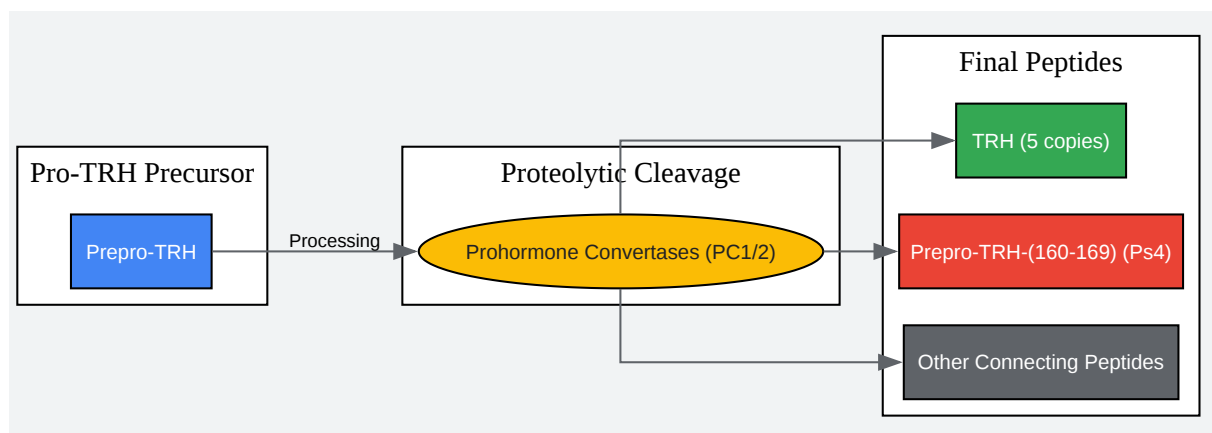 Pro-TRH Precursor
Prepro-TRH
Processing
Proteolytic Cleavage
Prohormone Convertases (PC1/2)
Final Peptides
TRH (5 copies)
Prepro-TRH-(160-169) (Ps4)
Other Connecting Peptides